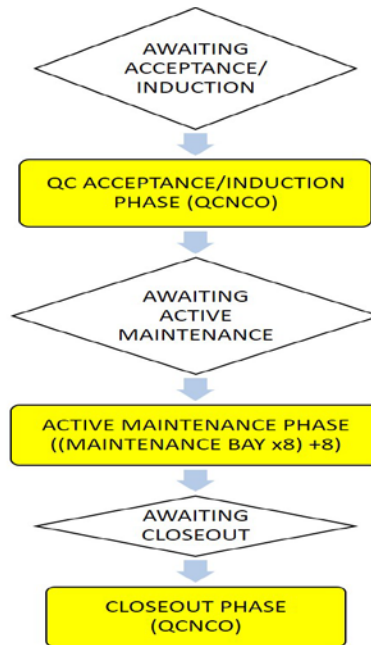 AWAITING
ACCEPTANCE/
INDUCTION
QC ACCEPTANCE/INDUCTION
PHASE (QCNCO)
AWAITING
ACTIVE
MAINTENANCE
ACTIVE MAINTENANCE PHASE
((MAINTENANCE BAY x8) +8)
AWAITING
CLOSEOUT
CLOSEOUT PHASE
(QCNCO)